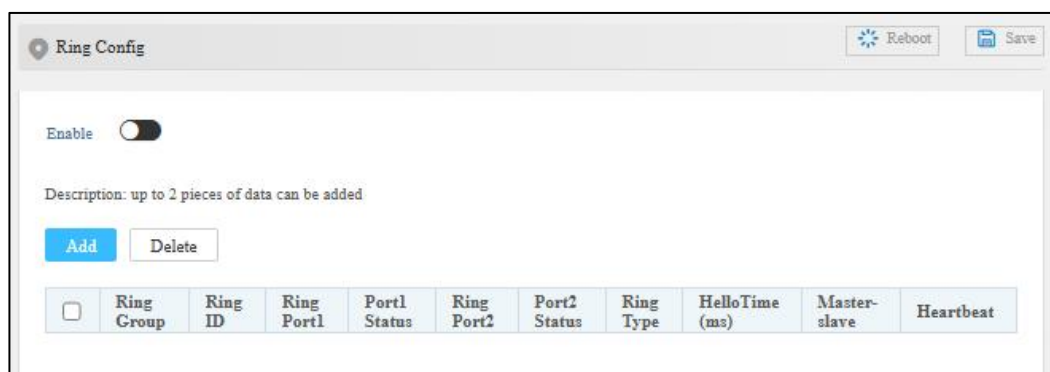 Ring Config
Reboot
Save
Enable
Description: up to 2 pieces of data can be added
Add
Delete
Ring Group
Ring ID
Ring Port1
Port1 Status
Ring Port2
Port2 Status
Ring Type
HelloTime (ms)
Master-slave
Heartbeat